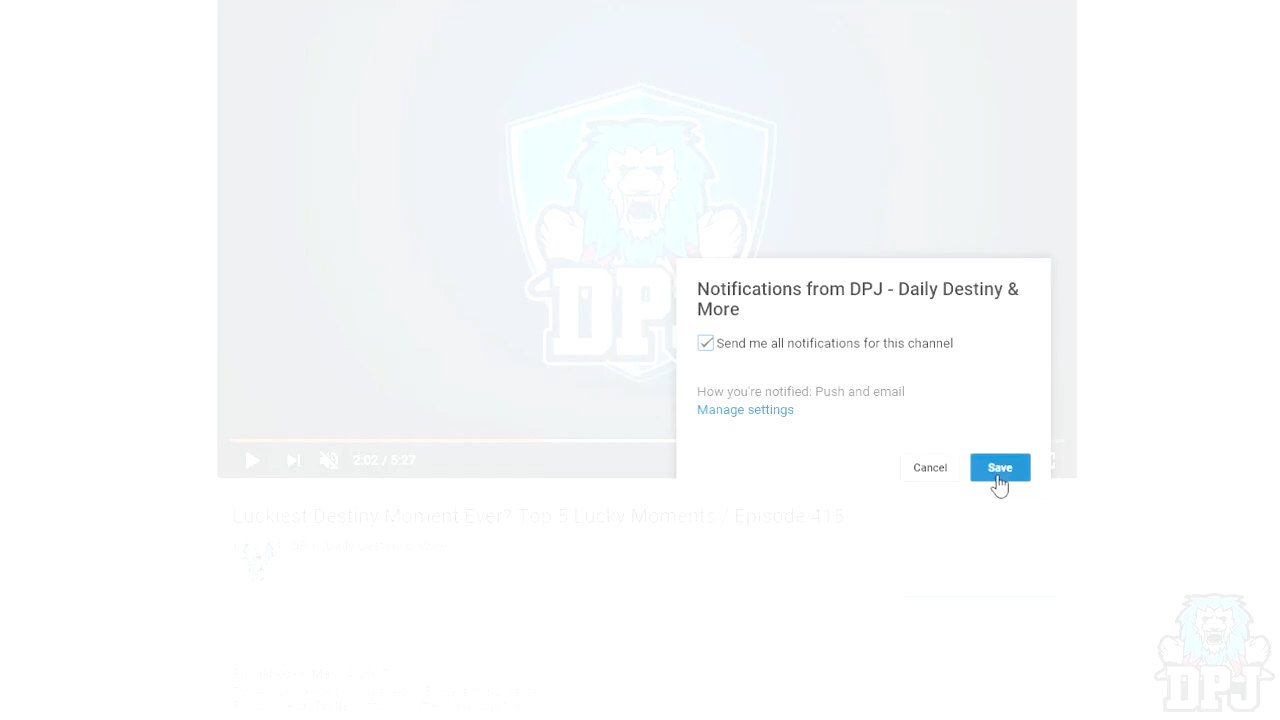 DPJ
Notifications from DPJ - Daily Destiny &
More
Send me all notifications for this channel
How you're notified: Push and email
Manage settings
Cancel
Save
2:02 / 5:27
Luckiest Destiny Moment Ever? Top 5 Lucky Moments / Episode 415
DPJ